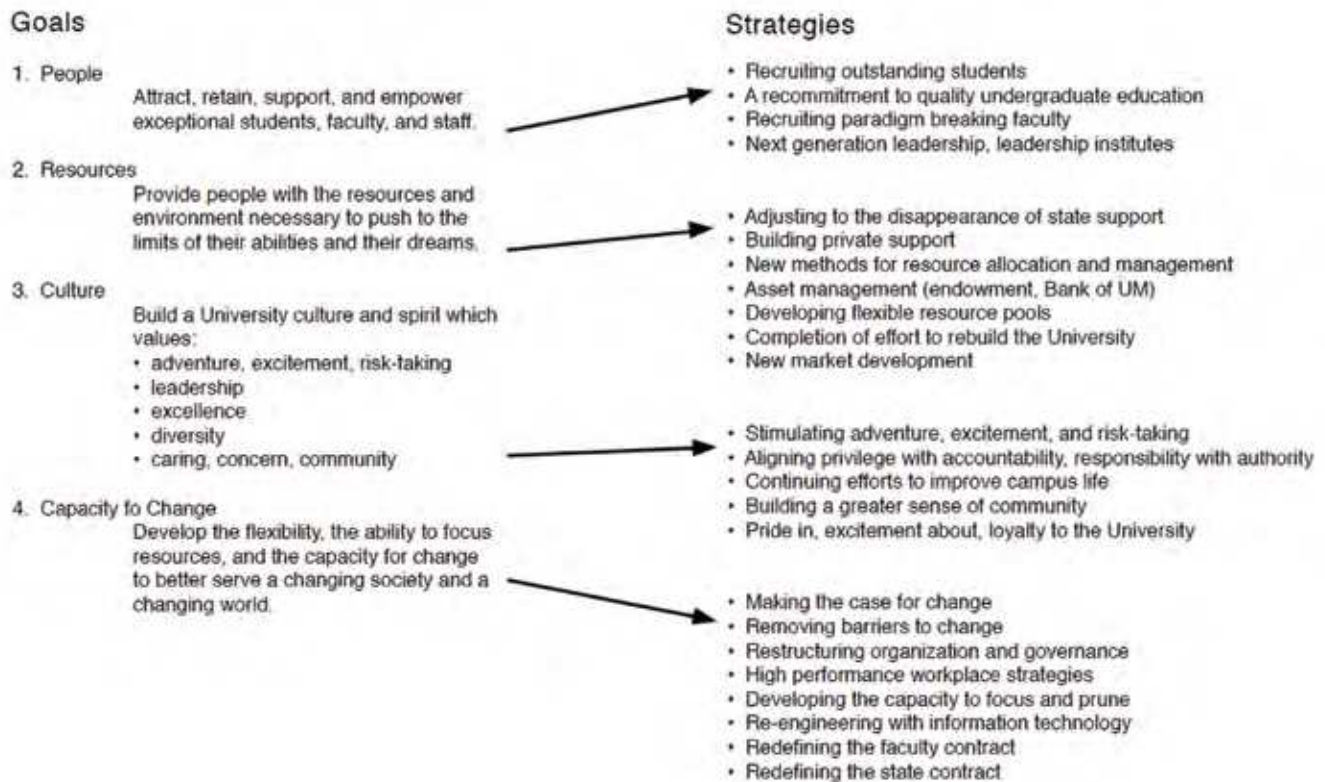 Goals
1. People
Attract, retain, support, and empower
exceptional students, faculty, and staff.
2. Resources
Provide people with the resources and
environment necessary to push to the
limits of their abilities and their dreams.
3. Culture
Build a University culture and spirit which
values:
• adventure, excitement, risk-taking
• leadership
• excellence
• diversity
• caring, concern, community
4. Capacity fo Change
Develop the flexibility, the ability to focus
resources, and the capacity for change
to better serve a changing society and a
changing world.
Strategies
• Recruiting outstanding students
• A recommitment to quality undergraduate education
• Recruiting paradigm breaking faculty
• Next generation leadership, leadership institutes
• Adjusting to the disappearance of state support
• Building private support
• New methods for resource allocation and management
• Asset management (endowment, Bank of UM)
• Developing flexible resource pools
• Completion of effort to rebuild the University
• New market development
• Stimulating adventure, excitement, and risk-taking
• Aligning privilege with accountability, responsibility with authority
• Continuing efforts to improve campus life
• Building a greater sense of community
• Pride in, excitement about, loyalty to the University
• Making the case for change
• Removing barriers to change
• Restructuring organization and governance
• High performance workplace strategies
• Developing the capacity to focus and prune
• Re-engineering with information technology
• Redefining the faculty contract
• Redefining the state contract